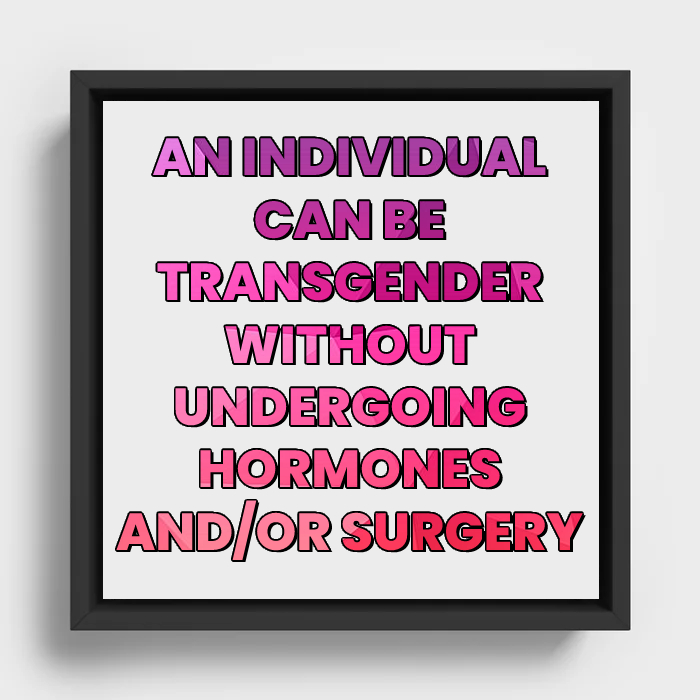 AN INDIVIDUAL
CAN BE
TRANSGENDER
WITHOUT
UNDERGOING
HORMONES
AND/OR SURGERY